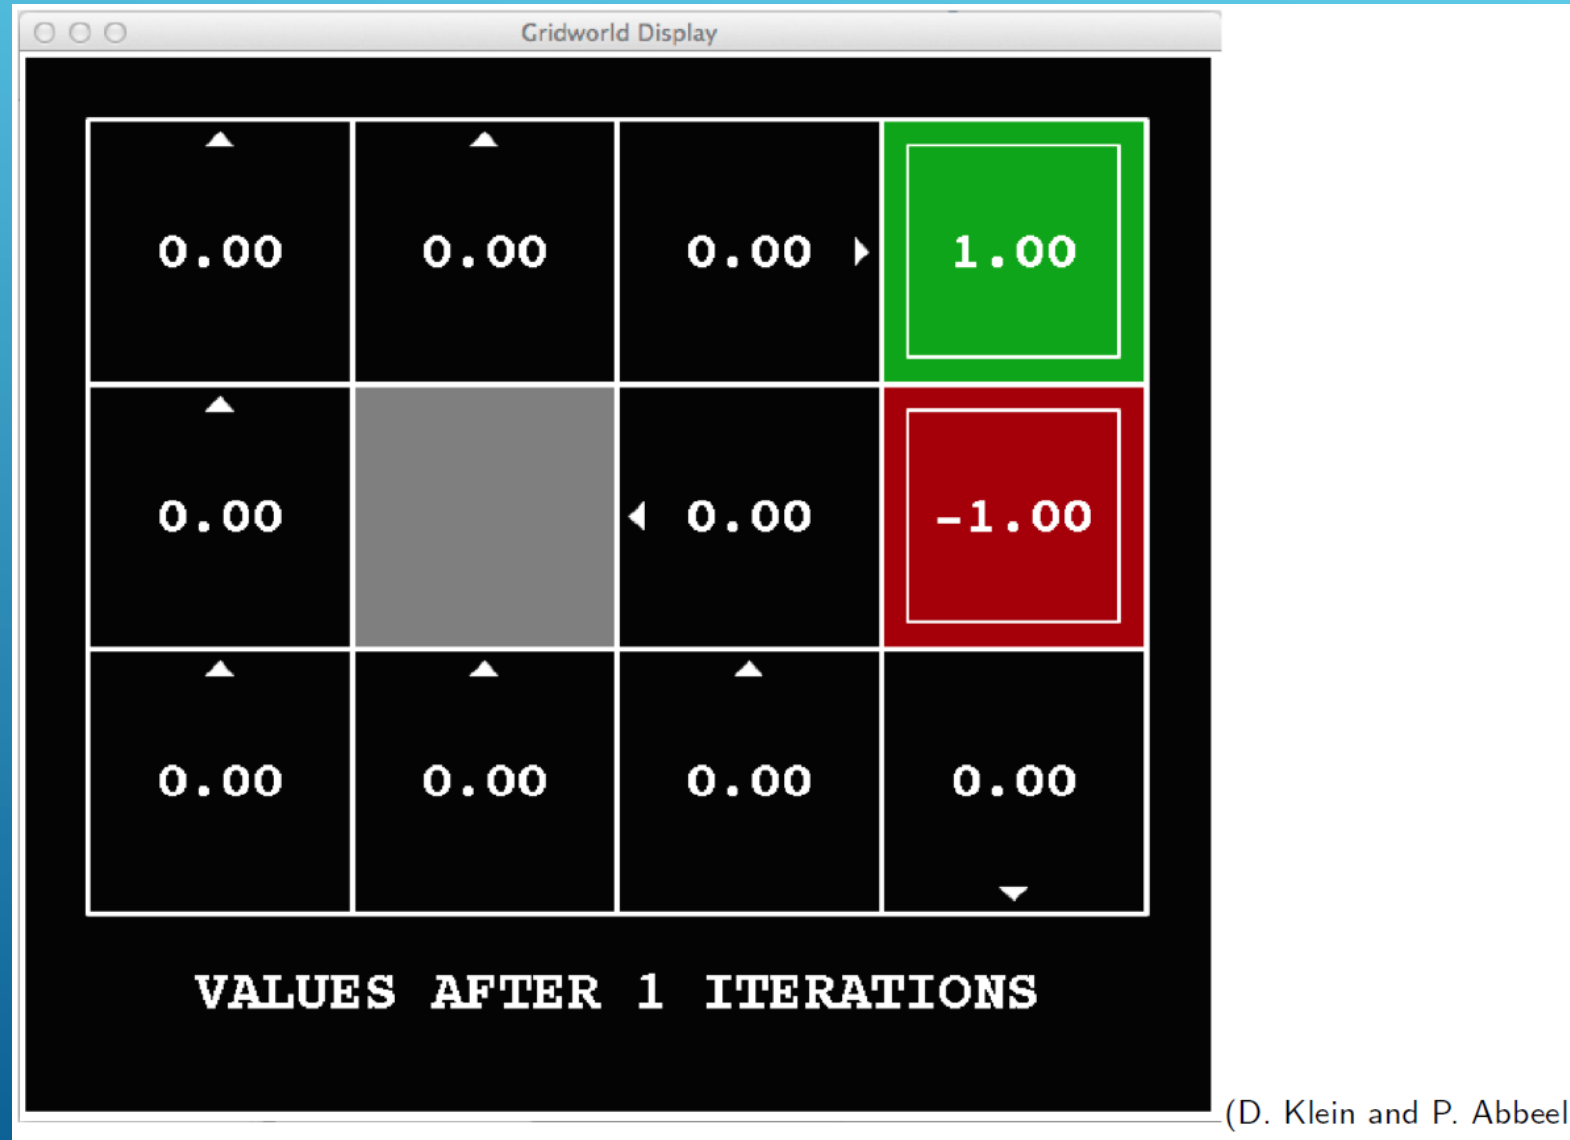 Gridworld Display
0.00 0.00 0.00 1.00
0.00 0.00 -1.00
0.00 0.00 0.00 0.00
VALUES AFTER 1 ITERATIONS
(D. Klein and P. Abbeel